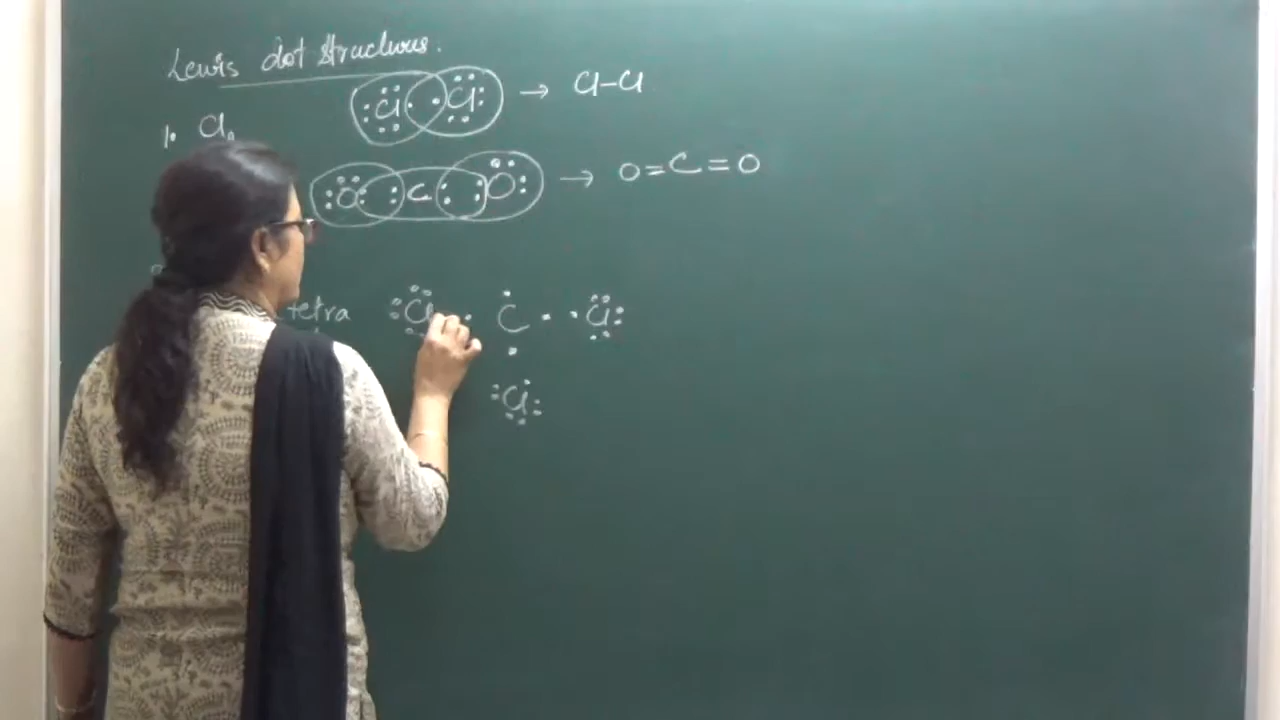 Lewis dot structures.
1. Cl₂ Cl Cl → Cl-Cl
O C O → O=C=O
tetra Cl C Cl
Cl